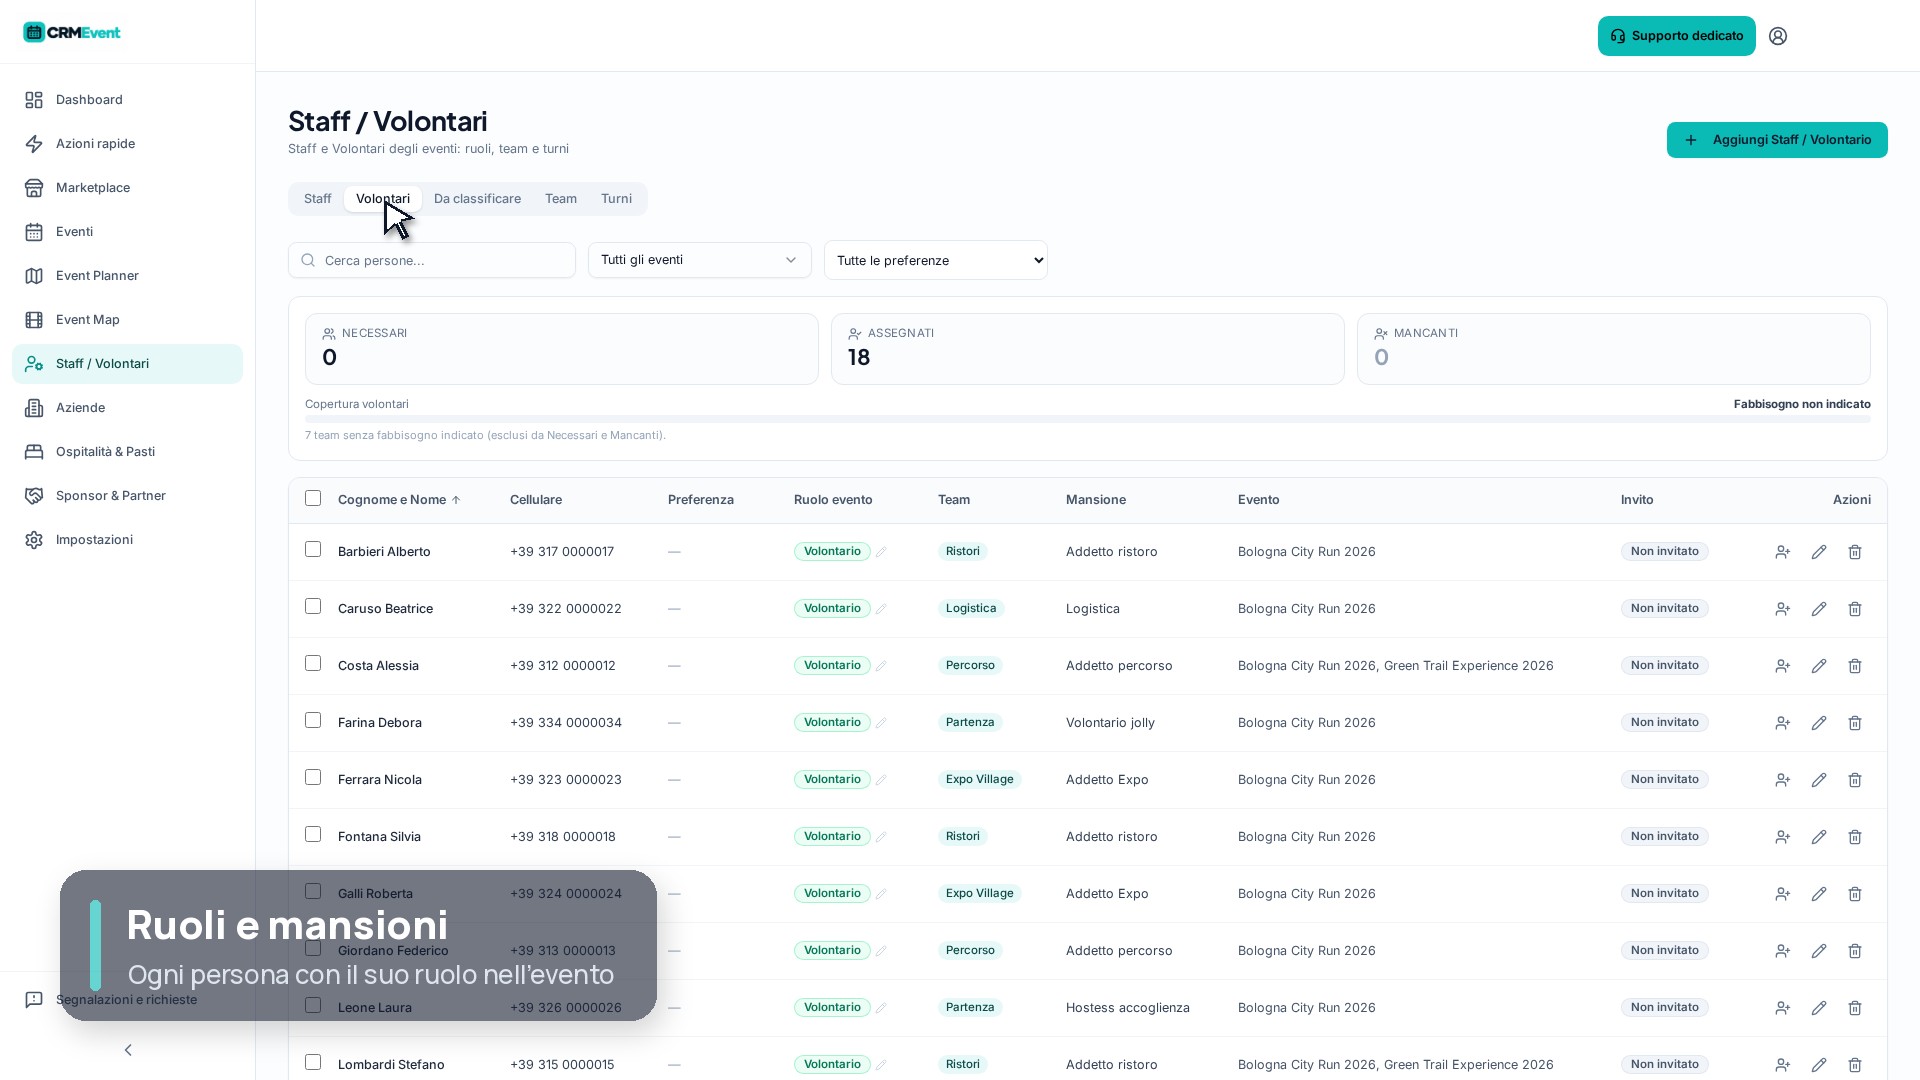 CRMEvent
Supporto dedicato
Dashboard
Azioni rapide
Marketplace
Eventi
Event Planner
Event Map
Staff / Volontari
Aziende
Ospitalità & Pasti
Sponsor & Partner
Impostazioni
Segnalazioni e richieste
Staff / Volontari
Staff e Volontari degli eventi: ruoli, team e turni
Aggiungi Staff / Volontario
Staff Volontari Da classificare Team Turni
Cerca persone... Tutti gli eventi Tutte le preferenze
NECESSARI ASSEGNATI MANCANTI
0 18 0
Copertura volontari Fabbisogno non indicato
7 team senza fabbisogno indicato (esclusi da Necessari e Mancanti).
Cognome e Nome Cellulare Preferenza Ruolo evento Team Mansione Evento Invito Azioni
Barbieri Alberto +39 317 0000017 — Volontario Ristori Addetto ristoro Bologna City Run 2026 Non invitato
Caruso Beatrice +39 322 0000022 — Volontario Logistica Logistica Bologna City Run 2026 Non invitato
Costa Alessia +39 312 0000012 — Volontario Percorso Addetto percorso Bologna City Run 2026, Green Trail Experience 2026 Non invitato
Farina Debora +39 334 0000034 — Volontario Partenza Volontario jolly Bologna City Run 2026 Non invitato
Ferrara Nicola +39 323 0000023 — Volontario Expo Village Addetto Expo Bologna City Run 2026 Non invitato
Fontana Silvia +39 318 0000018 — Volontario Ristori Addetto ristoro Bologna City Run 2026 Non invitato
Galli Roberta +39 324 0000024 — Volontario Expo Village Addetto Expo Bologna City Run 2026 Non invitato
Giordano Federico +39 313 0000013 — Volontario Percorso Addetto percorso Bologna City Run 2026 Non invitato
Leone Laura +39 326 0000026 — Volontario Partenza Hostess accoglienza Bologna City Run 2026 Non invitato
Lombardi Stefano +39 315 0000015 — Volontario Ristori Addetto ristoro Bologna City Run 2026, Green Trail Experience 2026 Non invitato
Ruoli e mansioni
Ogni persona con il suo ruolo nell'evento